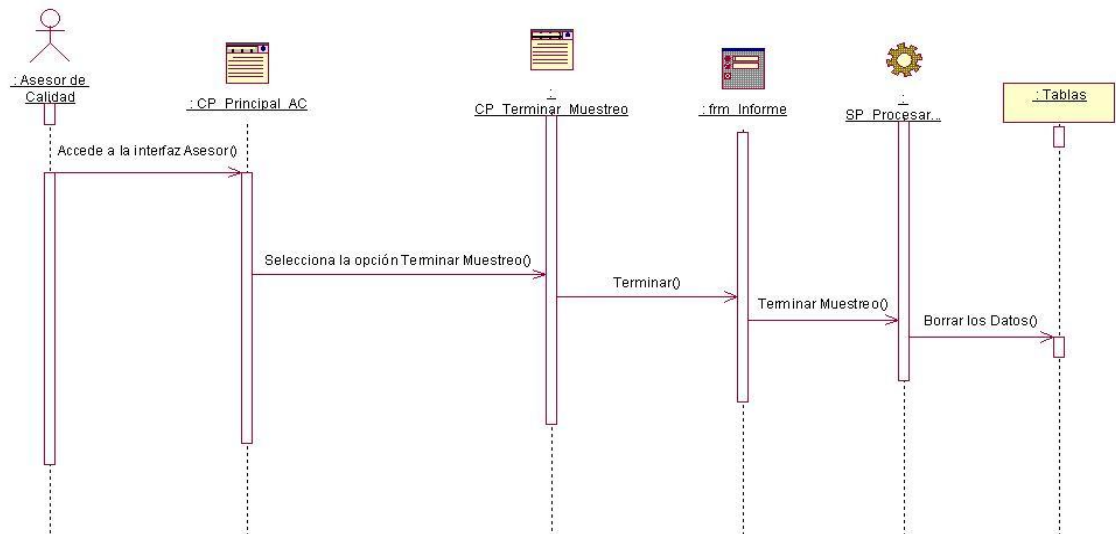 : Asesor de
Calidad
: CP_Principal_AC
:
CP_Terminar_Muestreo
: frm_Informe
:
SP_Procesar...
: Tablas
Accede a la interfaz Asesor()
Selecciona la opción Terminar Muestreo()
Terminar()
Terminar Muestreo()
Borrar los Datos()